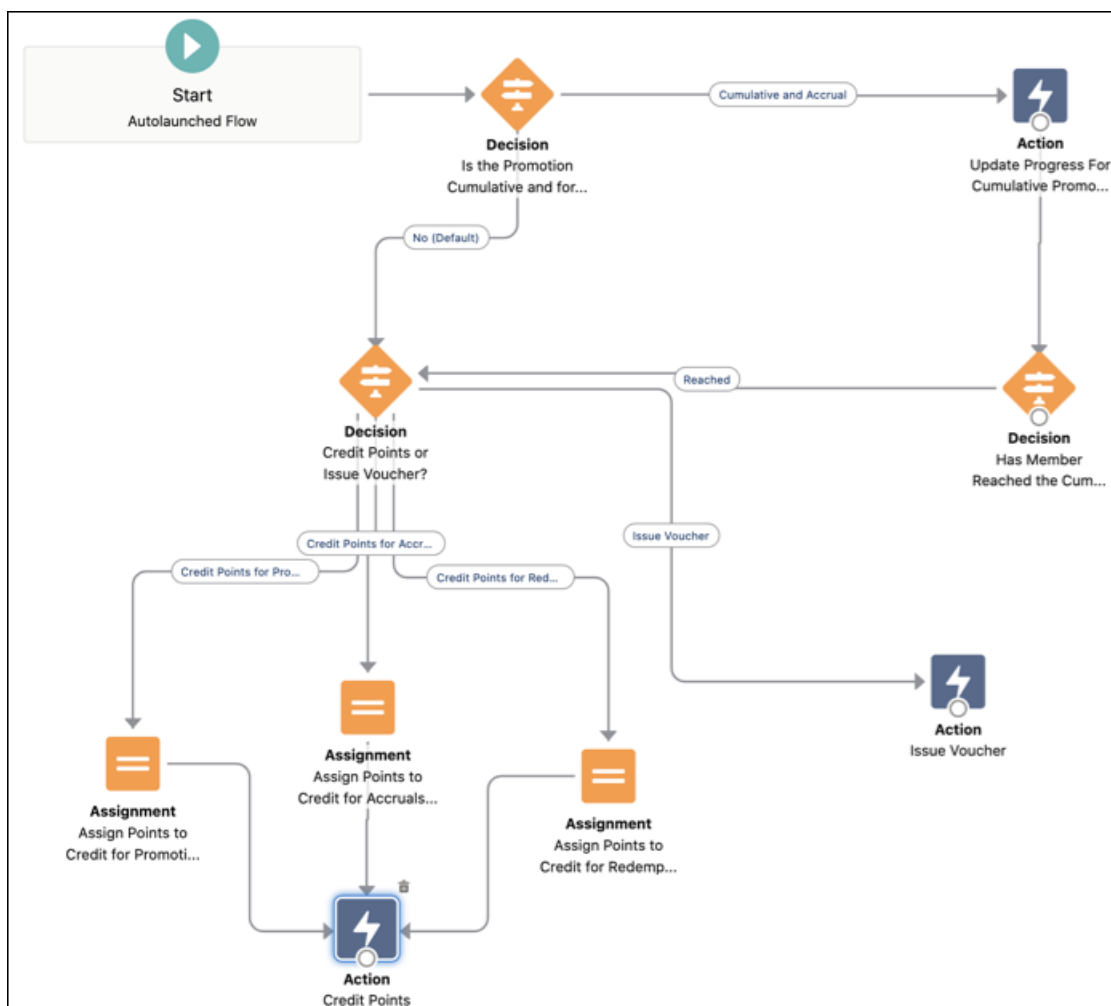 Start
Autolaunched Flow
Cumulative and Accrual
Decision
Is the Promotion
Cumulative and for...
Action
Update Progress For
Cumulative Promo...
No (Default)
Reached
Decision
Credit Points or
Issue Voucher?
Decision
Has Member
Reached the Cum...
Issue Voucher
Credit Points for Accr...
Credit Points for Pro...
Credit Points for Red...
Action
Issue Voucher
Assignment
Assign Points to
Credit for Accruals...
Assignment
Assign Points to
Credit for Promoti...
Assignment
Assign Points to
Credit for Redemp...
Action
Credit Points